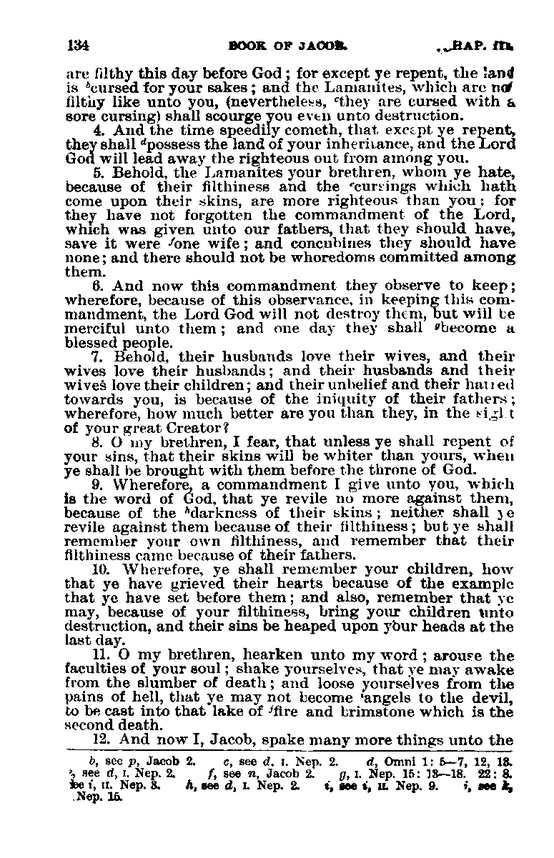 134 BOOK OF JACOB. CHAP. III.
are filthy this day before God; for except ye repent, the land
is ᵇcursed for your sakes; and the Lamanites, which are not
filthy like unto you, (nevertheless, ᶜthey are cursed with a
sore cursing) shall scourge you even unto destruction.
4. And the time speedily cometh, that except ye repent,
they shall ᵈpossess the land of your inheritance, and the Lord
God will lead away the righteous out from among you.
5. Behold, the Lamanites your brethren, whom ye hate,
because of their filthiness and the ᵉcursings which hath
come upon their skins, are more righteous than you; for
they have not forgotten the commandment of the Lord,
which was given unto our fathers, that they should have,
save it were ᶠone wife; and concubines they should have
none; and there should not be whoredoms committed among
them.
6. And now this commandment they observe to keep;
wherefore, because of this observance, in keeping this com-
mandment, the Lord God will not destroy them, but will be
merciful unto them; and one day they shall ᵍbecome a
blessed people.
7. Behold, their husbands love their wives, and their
wives love their husbands; and their husbands and their
wives love their children; and their unbelief and their hatred
towards you, is because of the iniquity of their fathers;
wherefore, how much better are you than they, in the sight
of your great Creator?
8. O my brethren, I fear, that unless ye shall repent of
your sins, that their skins will be whiter than yours, when
ye shall be brought with them before the throne of God.
9. Wherefore, a commandment I give unto you, which
is the word of God, that ye revile no more against them,
because of the ʰdarkness of their skins; neither shall ye
revile against them because of their filthiness; but ye shall
remember your own filthiness, and remember that their
filthiness came because of their fathers.
10. Wherefore, ye shall remember your children, how
that ye have grieved their hearts because of the example
that ye have set before them; and also, remember that ye
may, because of your filthiness, bring your children unto
destruction, and their sins be heaped upon your heads at the
last day.
11. O my brethren, hearken unto my word; arouse the
faculties of your soul; shake yourselves, that ye may awake
from the slumber of death; and loose yourselves from the
pains of hell, that ye may not become ⁱangels to the devil,
to be cast into that lake of ʲfire and brimstone which is the
second death.
12. And now I, Jacob, spake many more things unto the
b, see p, Jacob 2. c, see d, I. Nep. 2. d, Omni 1: 5—7, 12, 13.
see d, I. Nep. 2. f, see n, Jacob 2. g, I. Nep. 15: 13—18. 22: 8.
see i, II. Nep. 3. h, see d, I. Nep. 2. i, see i, II. Nep. 9. j, see k,
Nep. 15.